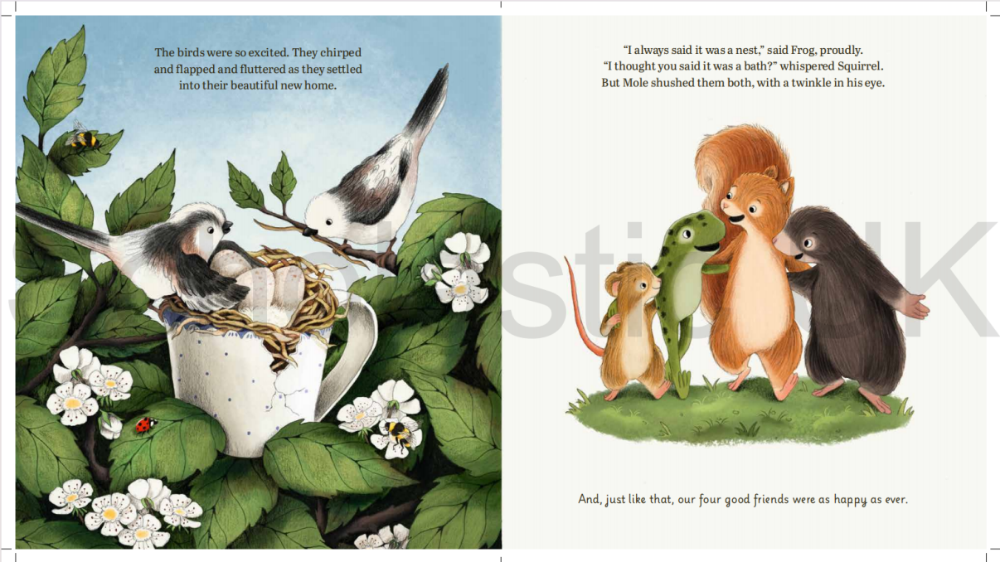 The birds were so excited. They chirped
and flapped and fluttered as they settled
into their beautiful new home.
“I always said it was a nest,” said Frog, proudly.
“I thought you said it was a bath?” whispered Squirrel.
But Mole shushed them both, with a twinkle in his eye.
Scholastic UK
And, just like that, our four good friends were as happy as ever.